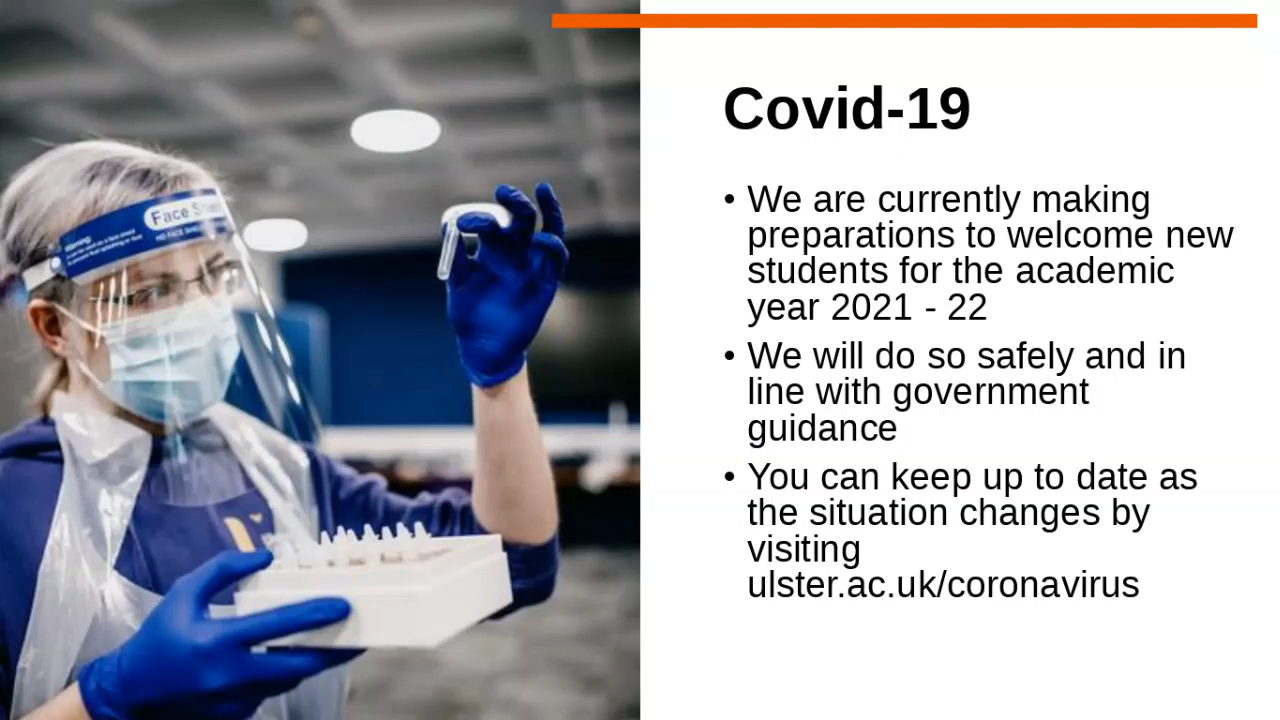 Covid-19
• We are currently making
preparations to welcome new
students for the academic
year 2021 - 22
• We will do so safely and in
line with government
guidance
• You can keep up to date as
the situation changes by
visiting
ulster.ac.uk/coronavirus
Face
Warning: